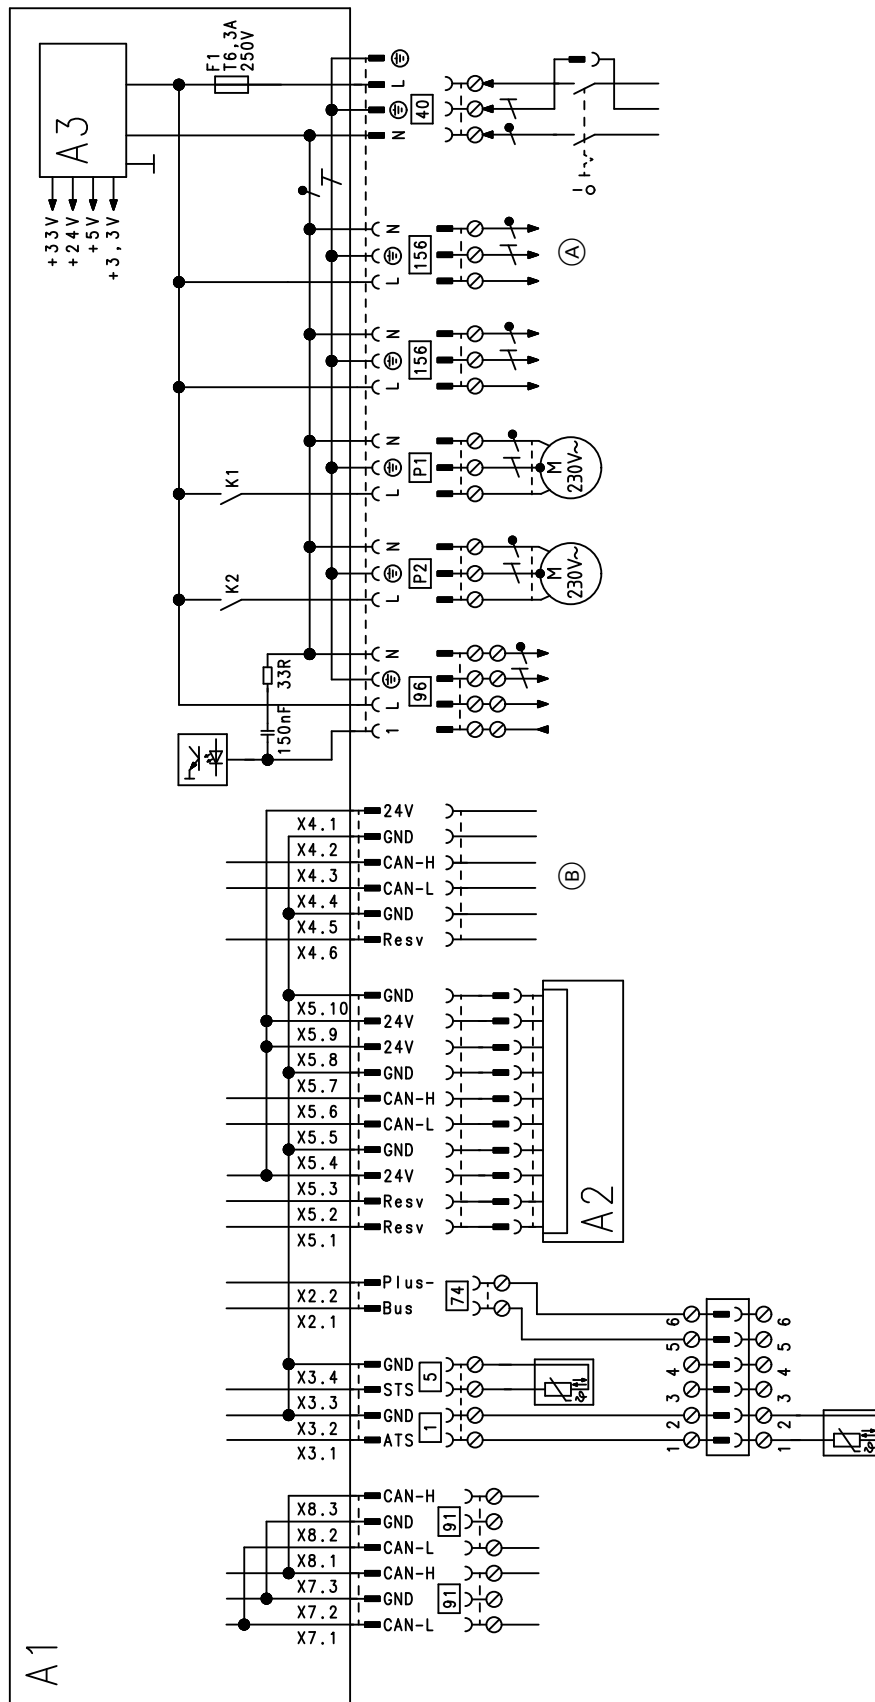 A3
+33V
+24V
+5V
+3,3V
F1
T6,3A
250V
L
N
40
N
L
156
A
N
L
156
N
L
P1
K1
M
230V~
N
L
P2
K2
M
230V~
N
L
1
96
33R
150nF
24V
X4.1
GND
X4.2
CAN-H
X4.3
CAN-L
X4.4
GND
X4.5
Resv
X4.6
B
GND
X5.10
24V
X5.9
24V
X5.8
GND
X5.7
CAN-H
X5.6
CAN-L
X5.5
GND
X5.4
24V
X5.3
Resv
X5.2
Resv
X5.1
A2
Plus-
X2.2
Bus
X2.1
74
GND
X3.4
STS
X3.3
5
GND
X3.2
ATS
X3.1
1
6 6
5 5
4 4
3 3
2 2
1 1
CAN-H
X8.3
GND
X8.2
CAN-L
X8.1
91
CAN-H
X7.3
GND
X7.2
CAN-L
X7.1
91
A1